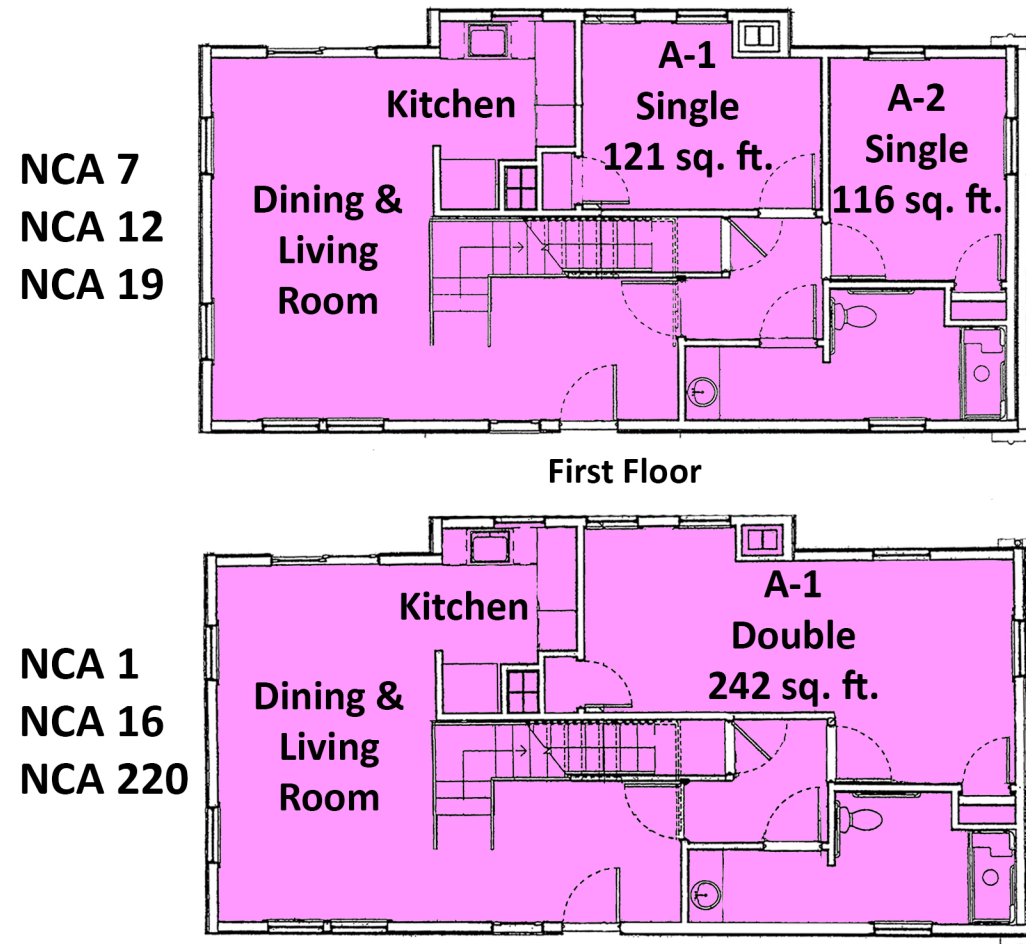 NCA 7
NCA 12
NCA 19
Kitchen
Dining &
Living
Room
A-1
Single
121 sq. ft.
A-2
Single
116 sq. ft.
First Floor
NCA 1
NCA 16
NCA 220
Kitchen
Dining &
Living
Room
A-1
Double
242 sq. ft.